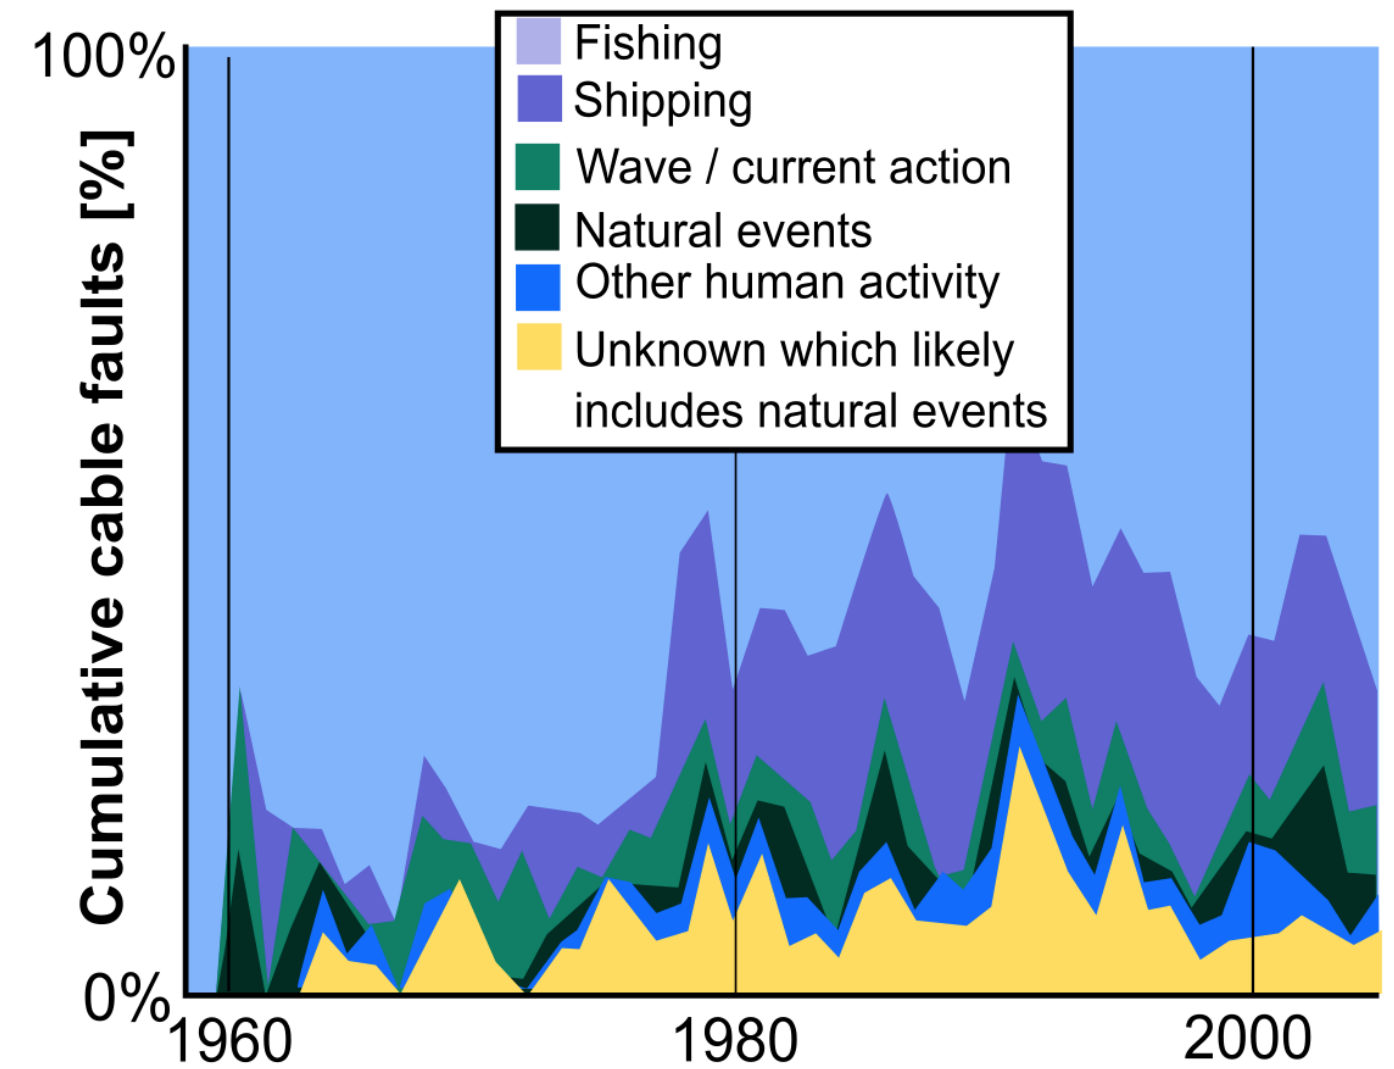 100%
Fishing
Shipping
Wave / current action
Natural events
Other human activity
Unknown which likely
includes natural events
Cumulative cable faults [%]
0%
1960
1980
2000